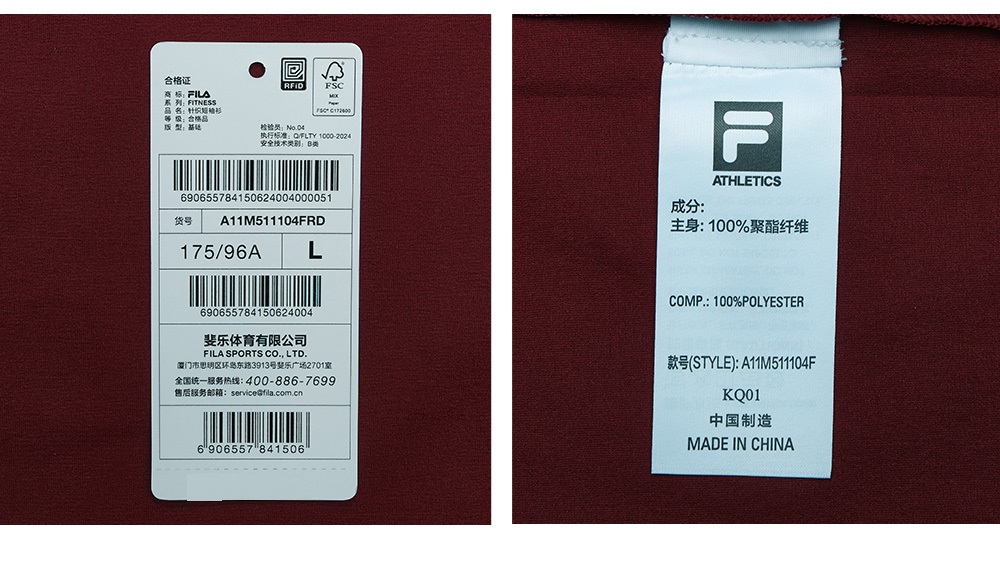 合格证
商 标: FILA
系 列: FITNESS
品 名: 针织短袖衫
等 级: 合格品
版 型: 基础
RFID
FSC
MIX
Paper
FSC® C172600
检验员: No.04
执行标准: Q/FLTY 1003-2024
安全技术类别: B类
690655784150624004000051
货号 A11M511104FRD
175/96A L
690655784150624004
斐乐体育有限公司
FILA SPORTS CO., LTD.
厦门市思明区环岛东路3913号斐乐广场2701室
全国统一服务热线: 400-886-7699
售后服务邮箱: service@fila.com.cn
6 906557 841506
F
ATHLETICS
成分:
主身: 100%聚酯纤维
COMP.: 100%POLYESTER
款号(STYLE): A11M511104F
KQ01
中国制造
MADE IN CHINA